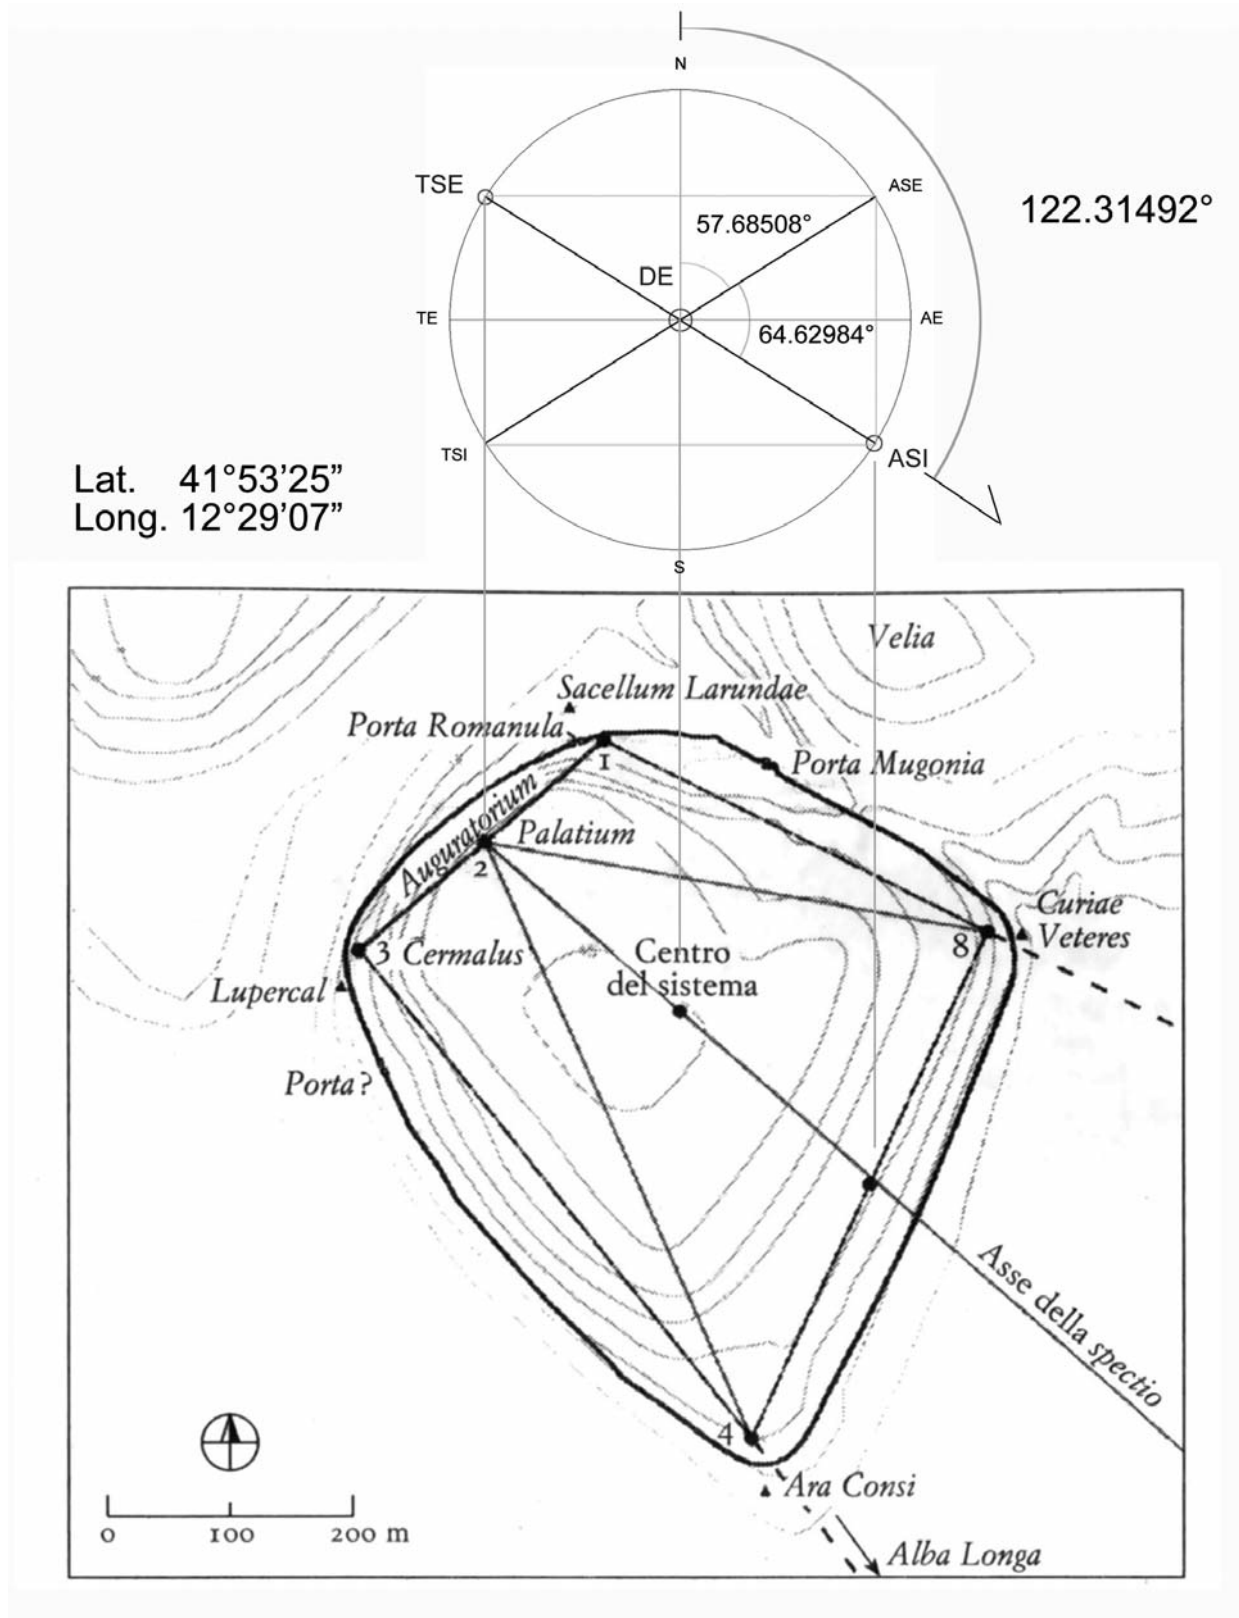 N
TSE
ASE
122.31492°
57.68508°
DE
TE
AE
64.62984°
TSI
ASI
Lat. 41°53’25”
Long. 12°29’07”
S
Velia
Sacellum Larundae
Porta Romanula
1
Porta Mugonia
Auguratorium
Palatium
2
Curiae
Veteres
8
3 Cermalus
Centro
del sistema
Lupercal
Porta?
Asse della spectio
4
Ara Consi
0 100 200 m
Alba Longa